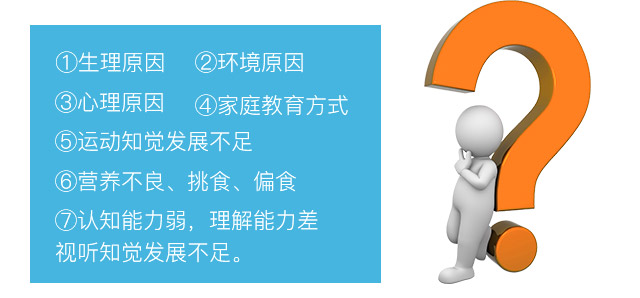 ①生理原因 ②环境原因
③心理原因 ④家庭教育方式
⑤运动知觉发展不足
⑥营养不良、挑食、偏食
⑦认知能力弱，理解能力差
视听知觉发展不足。